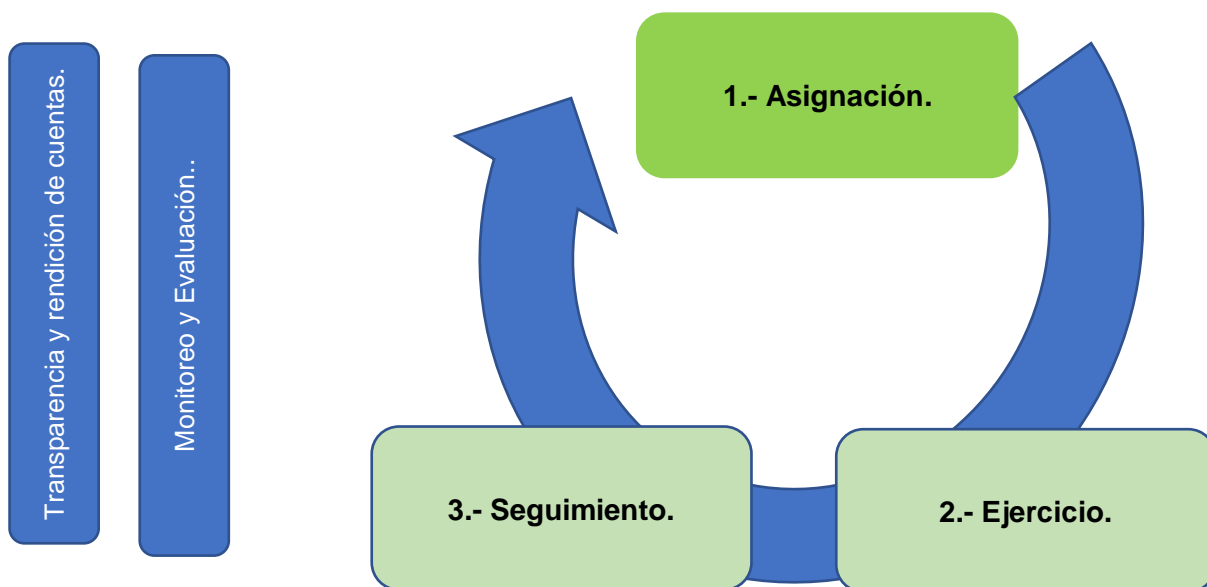 Transparencia y rendición de cuentas.
Monitoreo y Evaluación..
1.- Asignación.
3.- Seguimiento.
2.- Ejercicio.